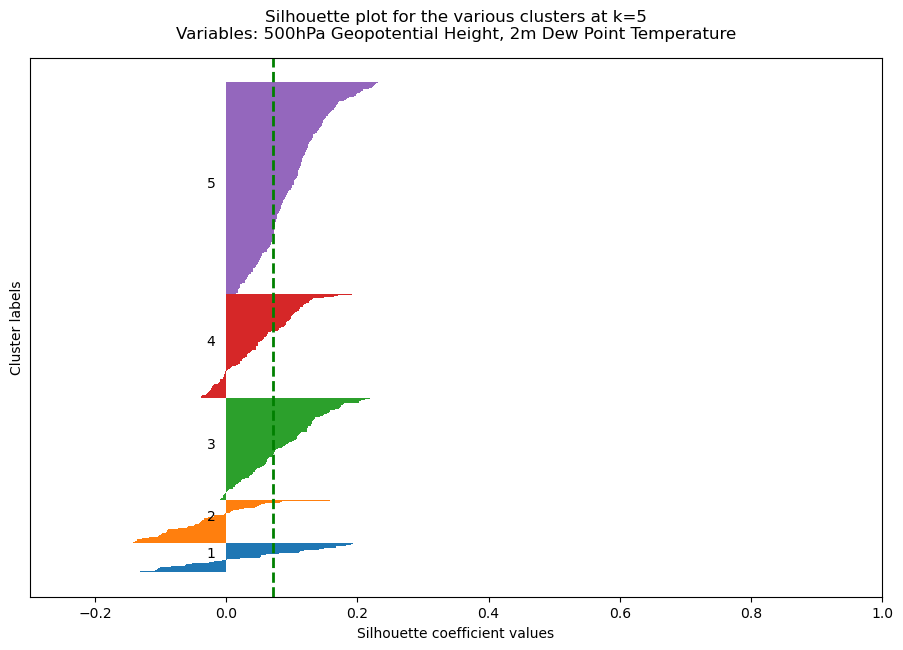 Silhouette plot for the various clusters at k=5
Variables: 500hPa Geopotential Height, 2m Dew Point Temperature
Cluster labels
5
4
3
2
1
−0.2 0.0 0.2 0.4 0.6 0.8 1.0
Silhouette coefficient values